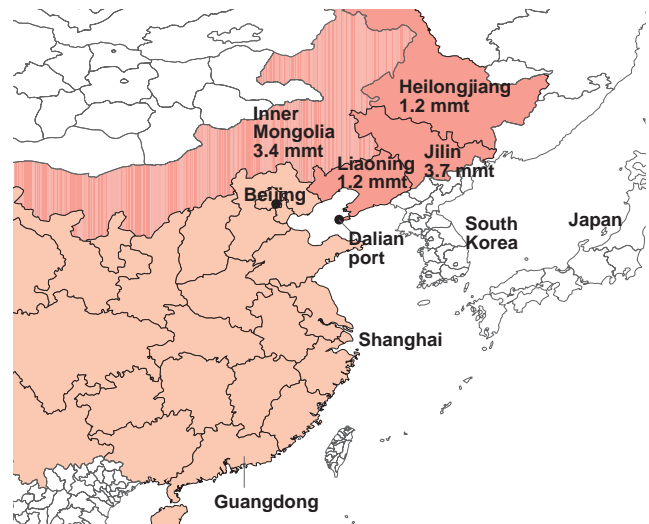 Heilongjiang
1.2 mmt
Inner
Mongolia
3.4 mmt
Jilin
3.7 mmt
Liaoning
1.2 mmt
Beijing
Dalian
port
South
Korea
Japan
Shanghai
Guangdong